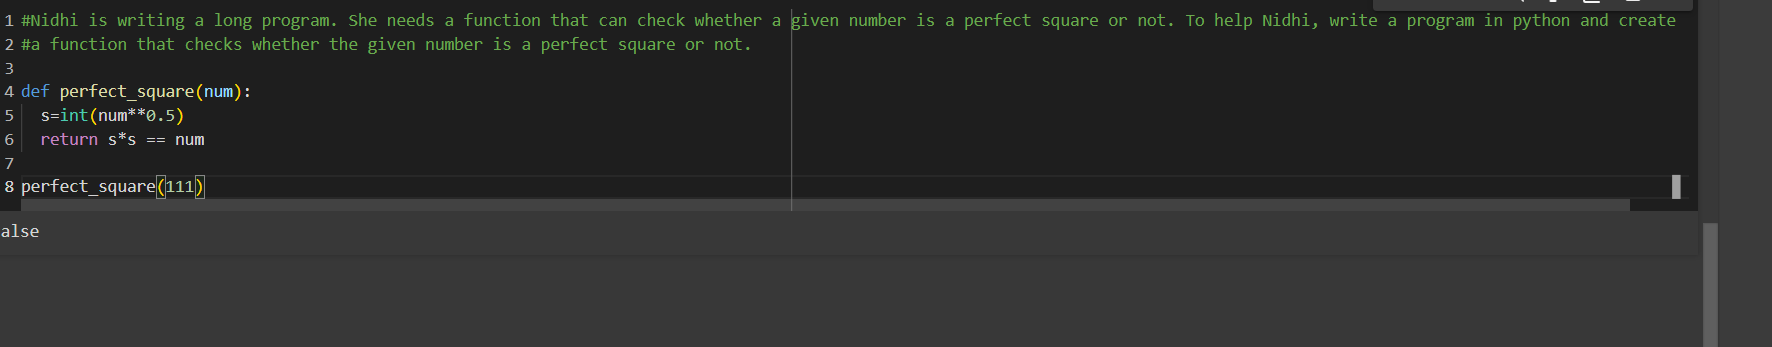 1 #Nidhi is writing a long program. She needs a function that can check whether a given number is a perfect square or not. To help Nidhi, write a program in python and create
2 #a function that checks whether the given number is a perfect square or not.
3
4 def perfect_square(num):
5   s=int(num**0.5)
6   return s*s == num
7
8 perfect_square(111)
alse